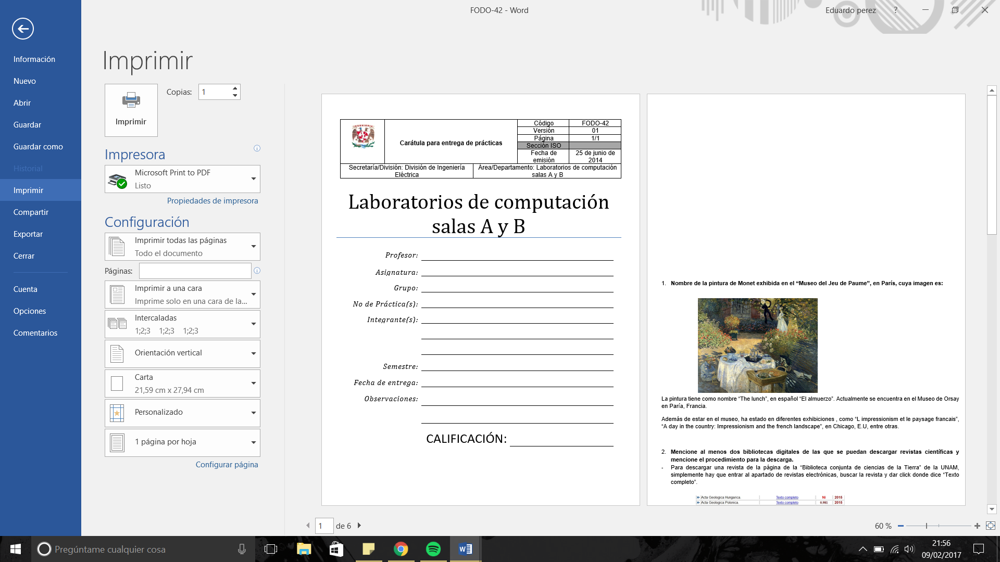 FODO-42 - Word
Eduardo perez
?
Información
Nuevo
Abrir
Guardar
Guardar como
Historial
Imprimir
Compartir
Exportar
Cerrar
Cuenta
Opciones
Comentarios
Imprimir
Imprimir
Copias: 1
Impresora
Microsoft Print to PDF
Listo
Propiedades de impresora
Configuración
Imprimir todas las páginas
Todo el documento
Páginas:
Imprimir a una cara
Imprime solo en una cara de la...
Intercaladas
1;2;3 1;2;3 1;2;3
Orientación vertical
Carta
21,59 cm x 27,94 cm
Personalizado
1 página por hoja
Configurar página
INGENIERIA
Carátula para entrega de prácticas
Código FODO-42
Versión 01
Página 1/1
Sección ISO
Fecha de emisión 25 de junio de 2014
Secretaría/División: División de Ingeniería
Eléctrica
Área/Departamento: Laboratorios de computación
salas A y B
Laboratorios de computación
salas A y B
Profesor:
Asignatura:
Grupo:
No de Práctica(s):
Integrante(s):
Semestre:
Fecha de entrega:
Observaciones:
CALIFICACIÓN:
1. Nombre de la pintura de Monet exhibida en el “Museo del Jeu de Paume”, en París, cuya imagen es:
La pintura tiene como nombre “The lunch”, en español “El almuerzo”. Actualmente se encuentra en el Museo de Orsay
en Paría, Francia.
Además de estar en el museo, ha estado en diferentes exhibiciones , como “L impressionism et le paysage francais”,
“A day in the country: Impressionism and the french landscape”, en Chicago, E.U, entre otras.
2. Mencione al menos dos bibliotecas digitales de las que se puedan descargar revistas científicas y
mencione el procedimiento para la descarga.
- Para descargar una revista de la página de la “Biblioteca conjunta de ciencias de la Tierra” de la UNAM,
simplemente hay que entrar al apartado de revistas electrónicas, buscar la revista y dar click donde dice “Texto
completo”.
» Acta Geologica Hungarica. Texto completo Ni 2015
» Acta Geologica Polonica. Texto completo 0.981 2015
1 de 6
60 %
Pregúntame cualquier cosa
21:56
09/02/2017